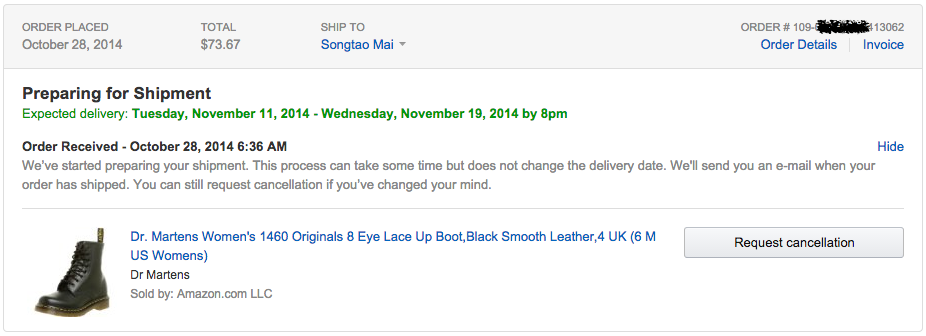 ORDER PLACED TOTAL SHIP TO ORDER # 109- 413062
October 28, 2014 $73.67 Songtao Mai Order Details Invoice
Preparing for Shipment
Expected delivery: Tuesday, November 11, 2014 - Wednesday, November 19, 2014 by 8pm
Order Received - October 28, 2014 6:36 AM Hide
We've started preparing your shipment. This process can take some time but does not change the delivery date. We'll send you an e-mail when your
order has shipped. You can still request cancellation if you've changed your mind.
Dr. Martens Women's 1460 Originals 8 Eye Lace Up Boot,Black Smooth Leather,4 UK (6 M
US Womens)
Request cancellation
Dr Martens
Sold by: Amazon.com LLC